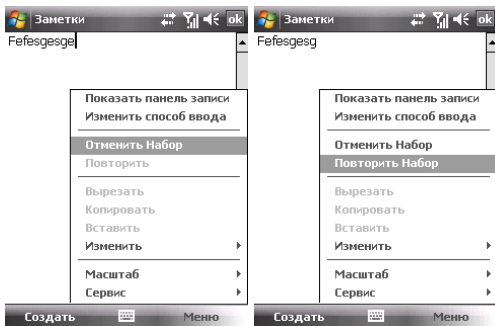 Заметки
ok
Fefesgesge
Показать панель записи
Изменить способ ввода
Отменить Набор
Повторить
Вырезать
Копировать
Вставить
Изменить
Масштаб
Сервис
Создать
Меню
Заметки
ok
Fefesgesg
Показать панель записи
Изменить способ ввода
Отменить Набор
Повторить Набор
Вырезать
Копировать
Вставить
Изменить
Масштаб
Сервис
Создать
Меню